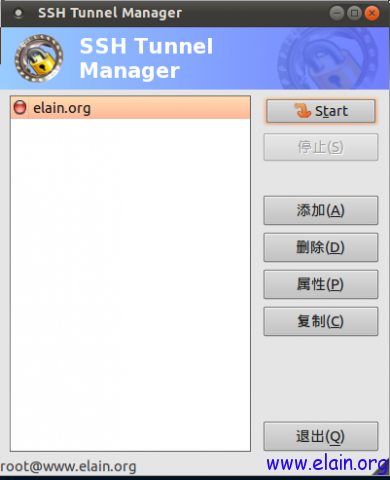 SSH Tunnel Manager
SSH Tunnel
Manager
elain.org
Start
停止(S)
添加(A)
删除(D)
属性(P)
复制(C)
退出(Q)
root@www.elain.org
www.elain.org